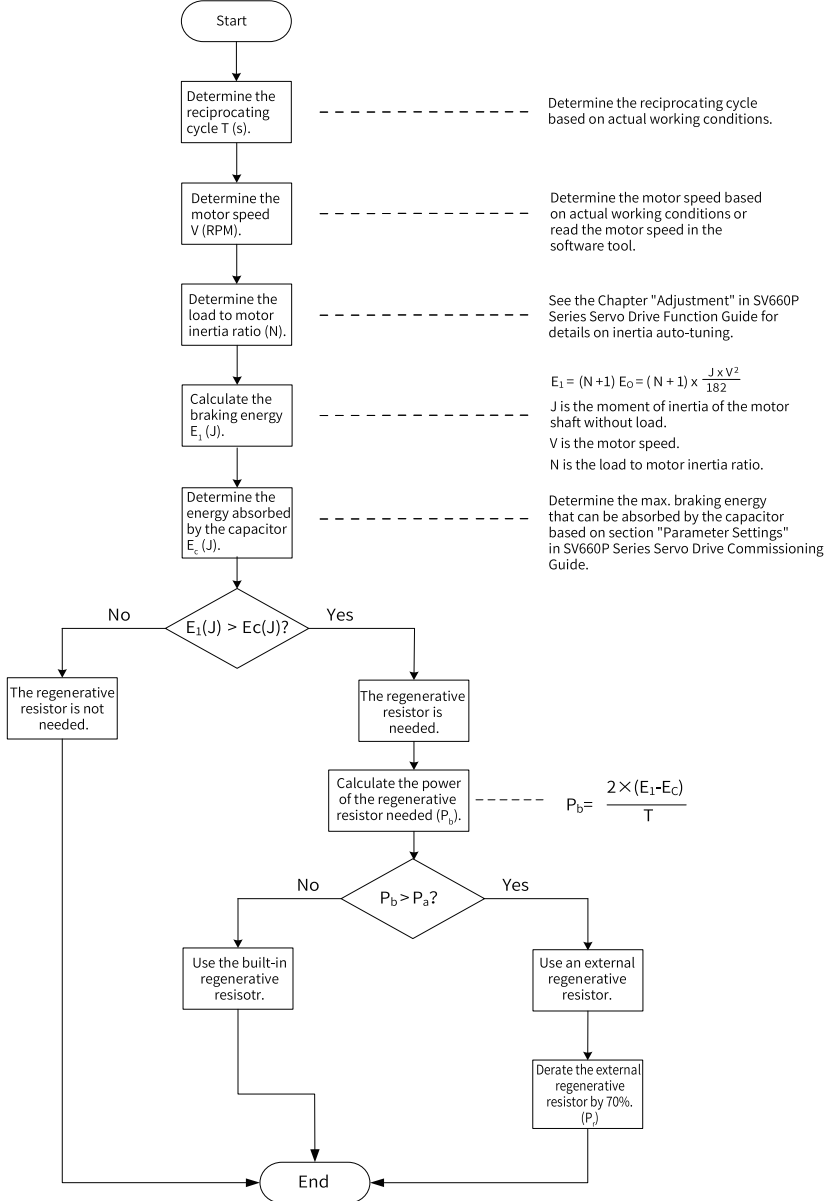 Start
Determine the
reciprocating
cycle T (s).
Determine the reciprocating cycle
based on actual working conditions.
Determine the
motor speed
V (RPM).
Determine the motor speed based
on actual working conditions or
read the motor speed in the
software tool.
Determine the
load to motor
inertia ratio (N).
See the Chapter "Adjustment" in SV660P
Series Servo Drive Function Guide for
details on inertia auto-tuning.
Calculate the
braking energy
E₁ (J).
E₁ = (N +1) E₀ = ( N + 1) x J x V² / 182
J is the moment of inertia of the motor
shaft without load.
V is the motor speed.
N is the load to motor inertia ratio.
Determine the
energy absorbed
by the capacitor
E_c (J).
Determine the max. braking energy
that can be absorbed by the capacitor
based on section "Parameter Settings"
in SV660P Series Servo Drive Commissioning
Guide.
E₁(J) > Ec(J)?
No
Yes
The regenerative
resistor is not
needed.
The regenerative
resistor is
needed.
Calculate the power
of the regenerative
resistor needed (P_b).
P_b= 2×(E₁-E_C) / T
P_b > P_a?
No
Yes
Use the built-in
regenerative
resisotr.
Use an external
regenerative
resistor.
Derate the external
regenerative
resistor by 70%.
(P_r)
End